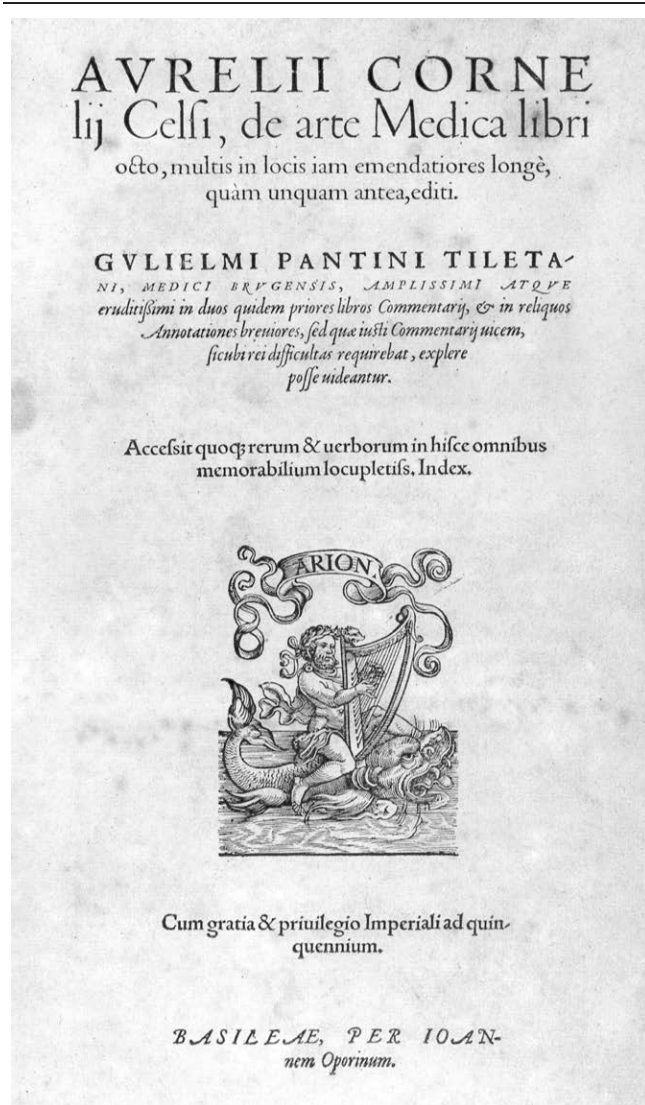 AVRELII CORNE
lij Celſi, de arte Medica libri
octo, multis in locis iam emendatiores longè,
quàm unquam antea, editi.
GVLIELMI PANTINI TILETA-
NI, MEDICI BRVGENSIS, AMPLISSIMI ATQVE
eruditißimi in duos quidem priores libros Commentarij, & in reliquos
Annotationes breuiores, ſed quæ iuſti Commentarij uicem,
ſicubi rei difficultas requirebat, explere
poſſe uideantur.
Acceſsit quoqꝫ rerum & uerborum in hiſce omnibus
memorabilium locupletiſs. Index.
ARION.
Cum gratia & priuilegio Imperiali ad quin-
quennium.
BASILEAE, PER IOAN-
nem Oporinum.